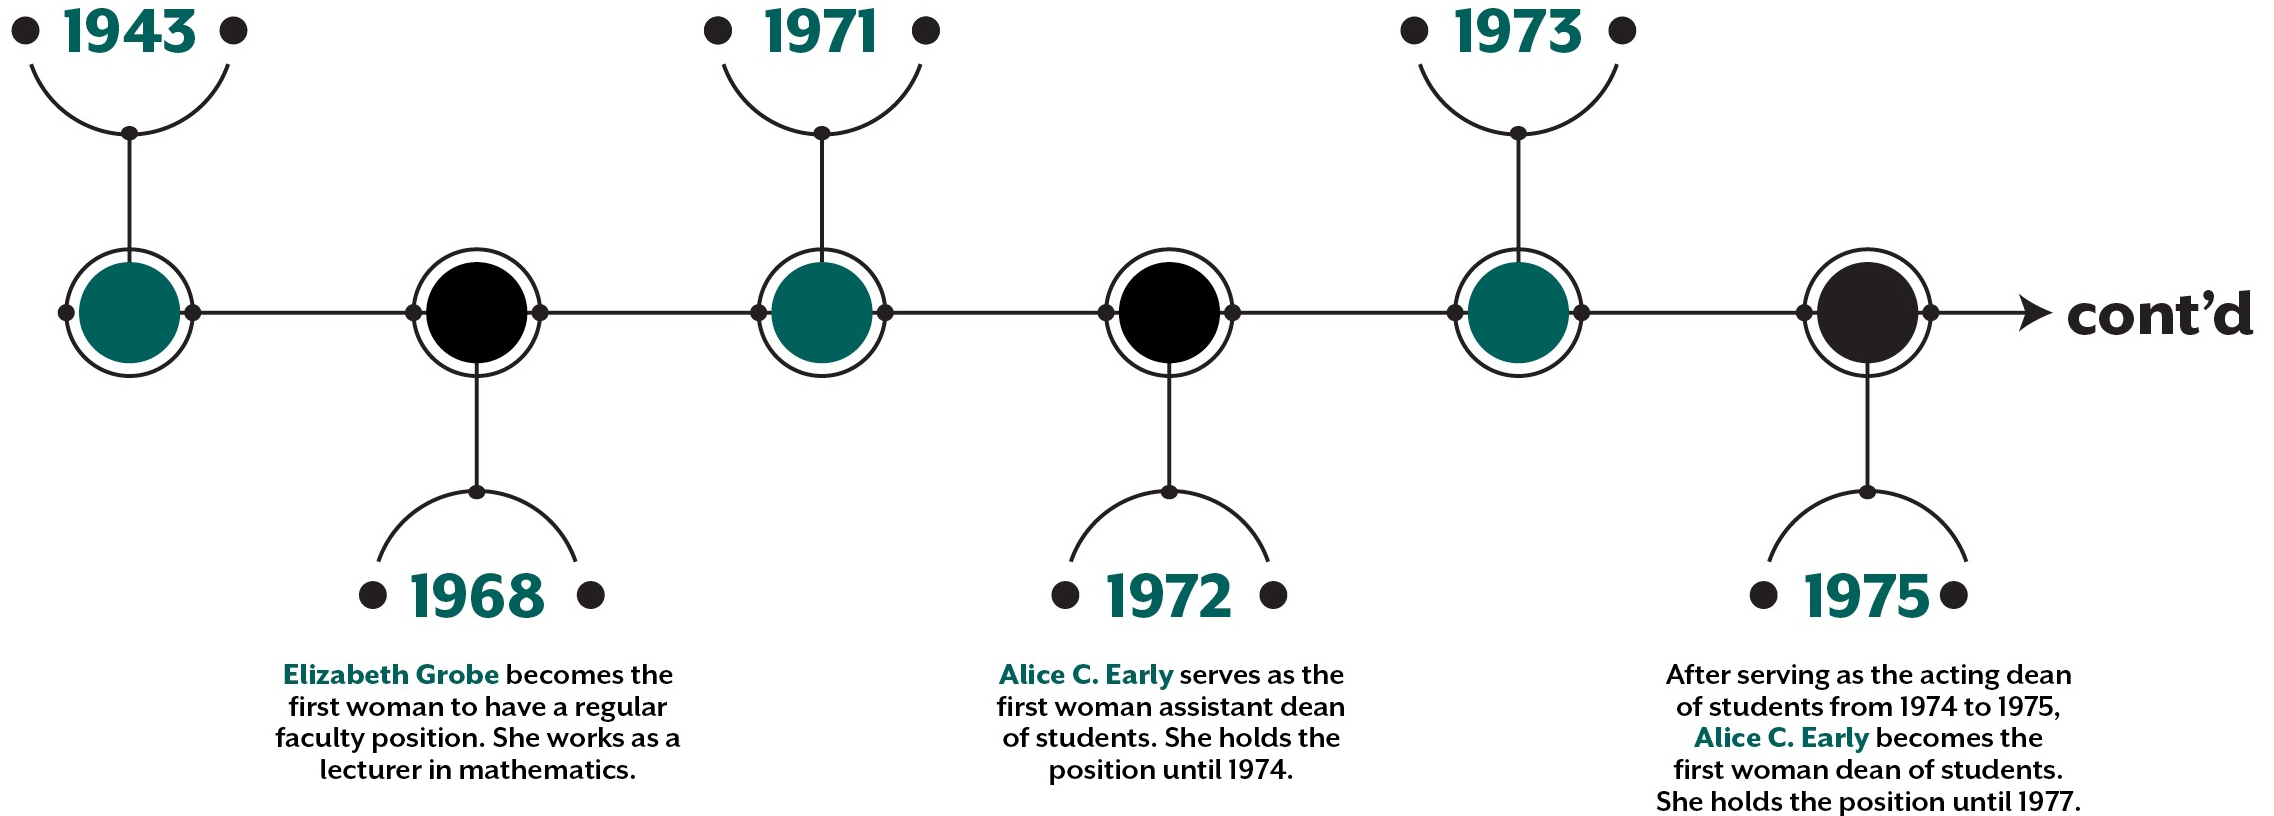 1943
1971
1973
cont’d
1968
1972
1975
Elizabeth Grobe becomes the
first woman to have a regular
faculty position. She works as a
lecturer in mathematics.
Alice C. Early serves as the
first woman assistant dean
of students. She holds the
position until 1974.
After serving as the acting dean
of students from 1974 to 1975,
Alice C. Early becomes the
first woman dean of students.
She holds the position until 1977.